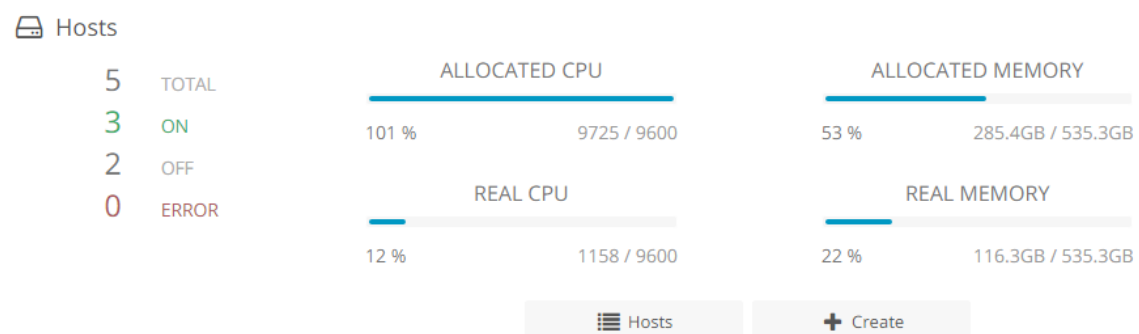 Hosts
5 TOTAL
3 ON
2 OFF
0 ERROR
ALLOCATED CPU
101 % 9725 / 9600
ALLOCATED MEMORY
53 % 285.4GB / 535.3GB
REAL CPU
12 % 1158 / 9600
REAL MEMORY
22 % 116.3GB / 535.3GB
Hosts
Create